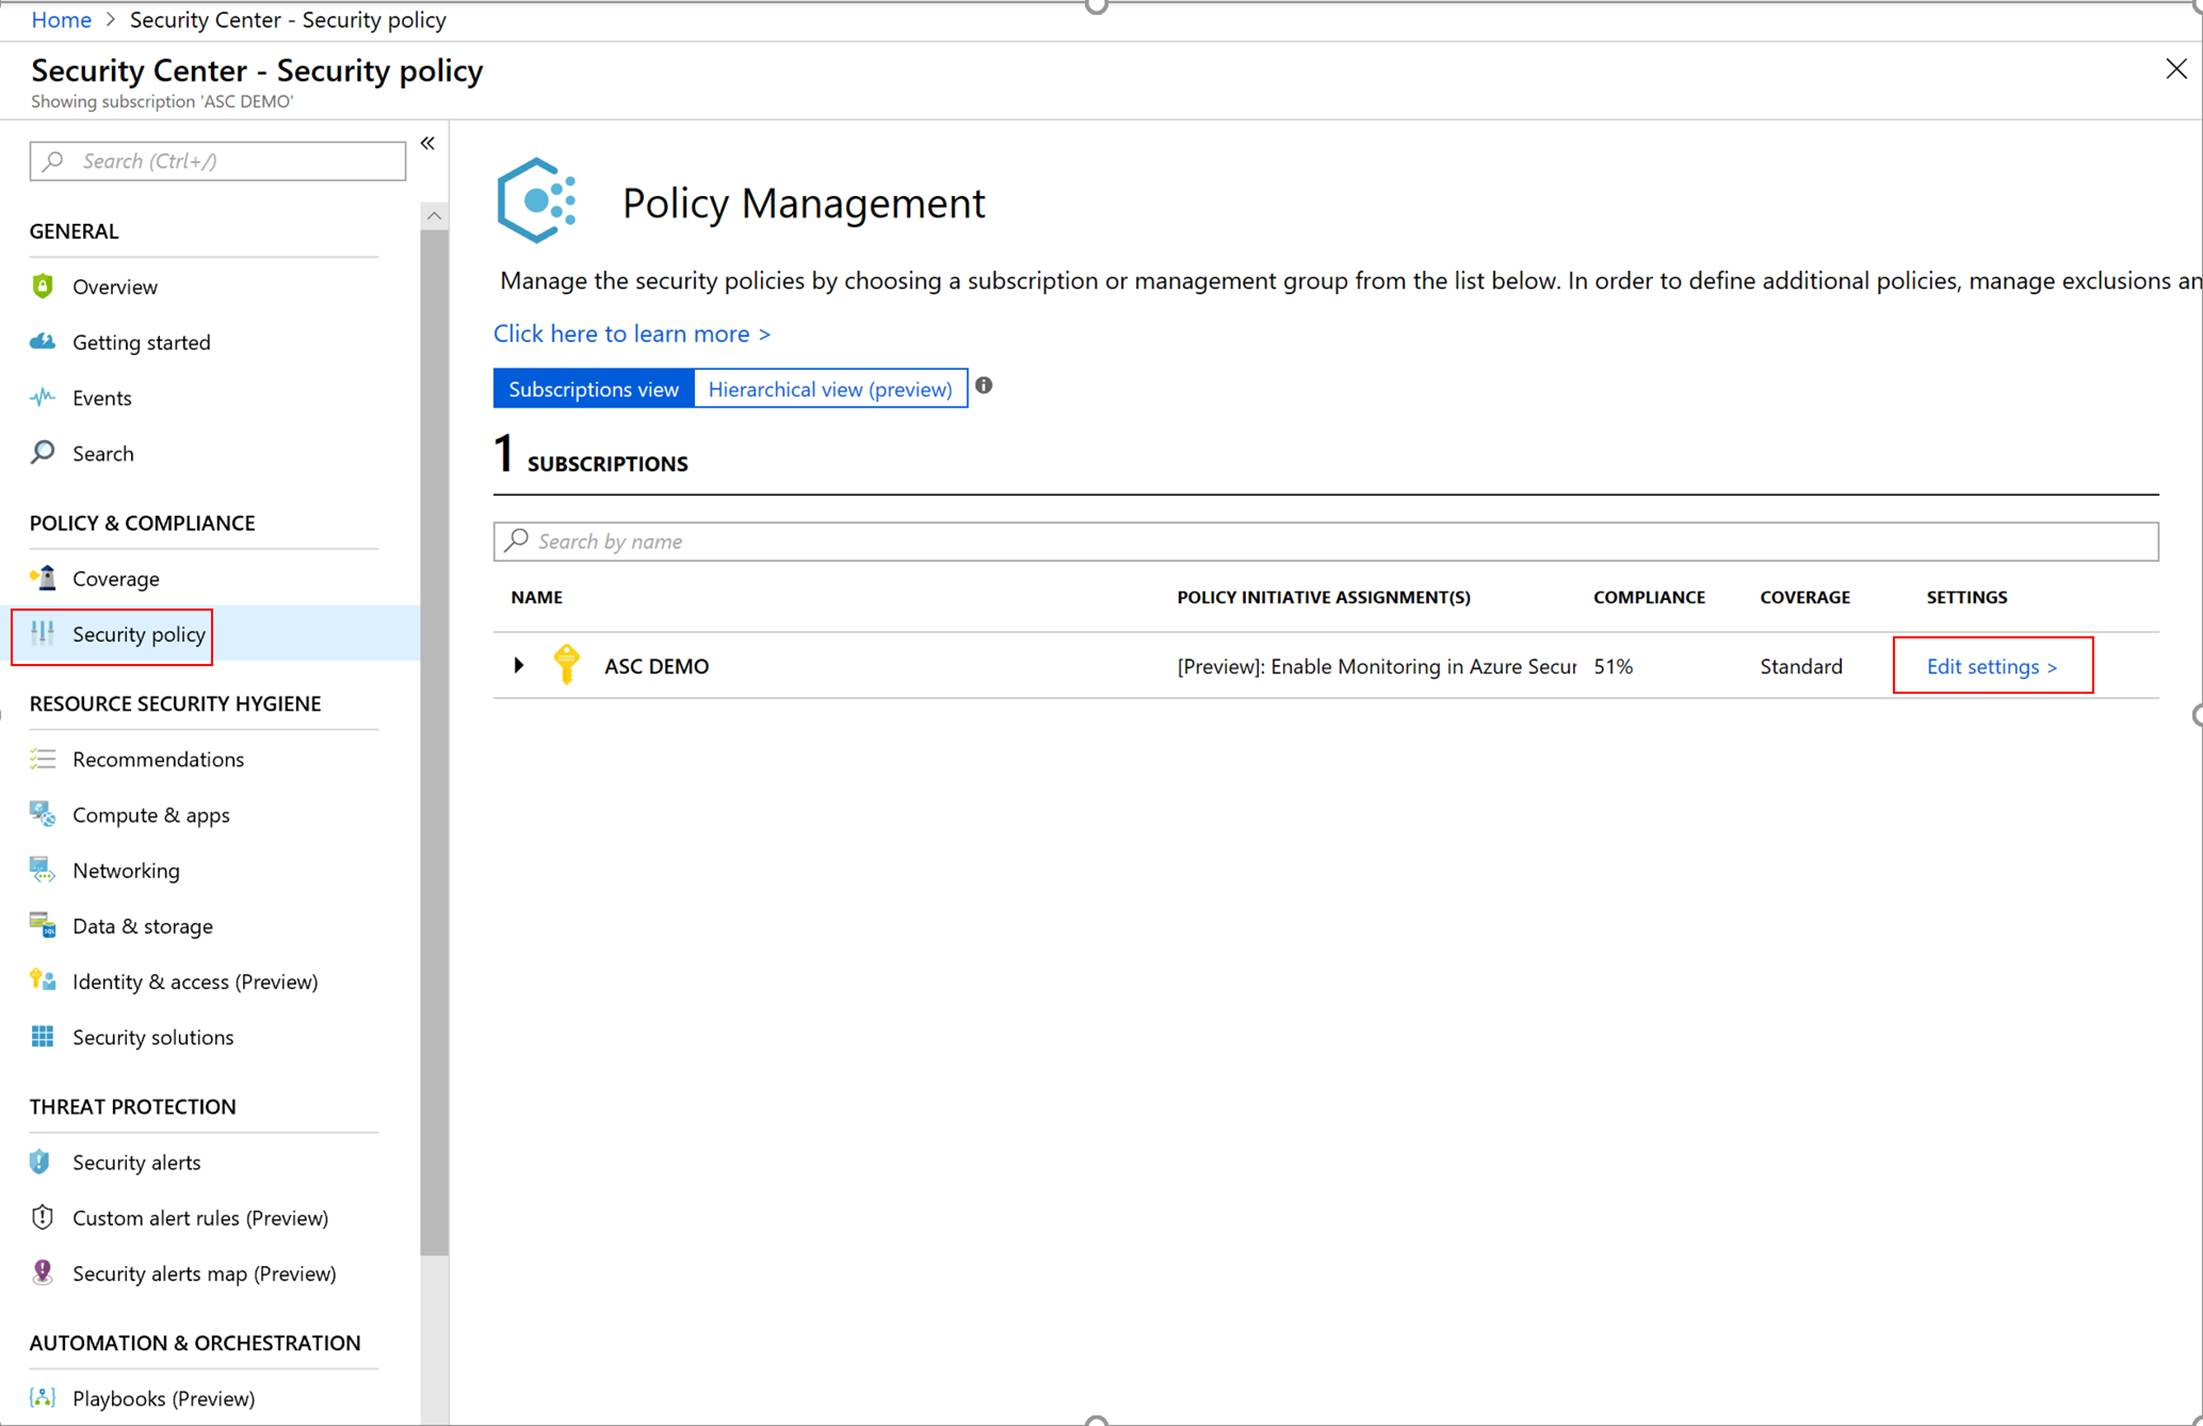 Home > Security Center - Security policy
Security Center - Security policy
Showing subscription 'ASC DEMO'
Search (Ctrl+/)
GENERAL
Overview
Getting started
Events
Search
POLICY & COMPLIANCE
Coverage
Security policy
RESOURCE SECURITY HYGIENE
Recommendations
Compute & apps
Networking
Data & storage
Identity & access (Preview)
Security solutions
THREAT PROTECTION
Security alerts
Custom alert rules (Preview)
Security alerts map (Preview)
AUTOMATION & ORCHESTRATION
Playbooks (Preview)
Policy Management
Manage the security policies by choosing a subscription or management group from the list below. In order to define additional policies, manage exclusions an
Click here to learn more >
Subscriptions view Hierarchical view (preview)
1 SUBSCRIPTIONS
Search by name
NAME POLICY INITIATIVE ASSIGNMENT(S) COMPLIANCE COVERAGE SETTINGS
ASC DEMO [Preview]: Enable Monitoring in Azure Secur 51% Standard Edit settings >